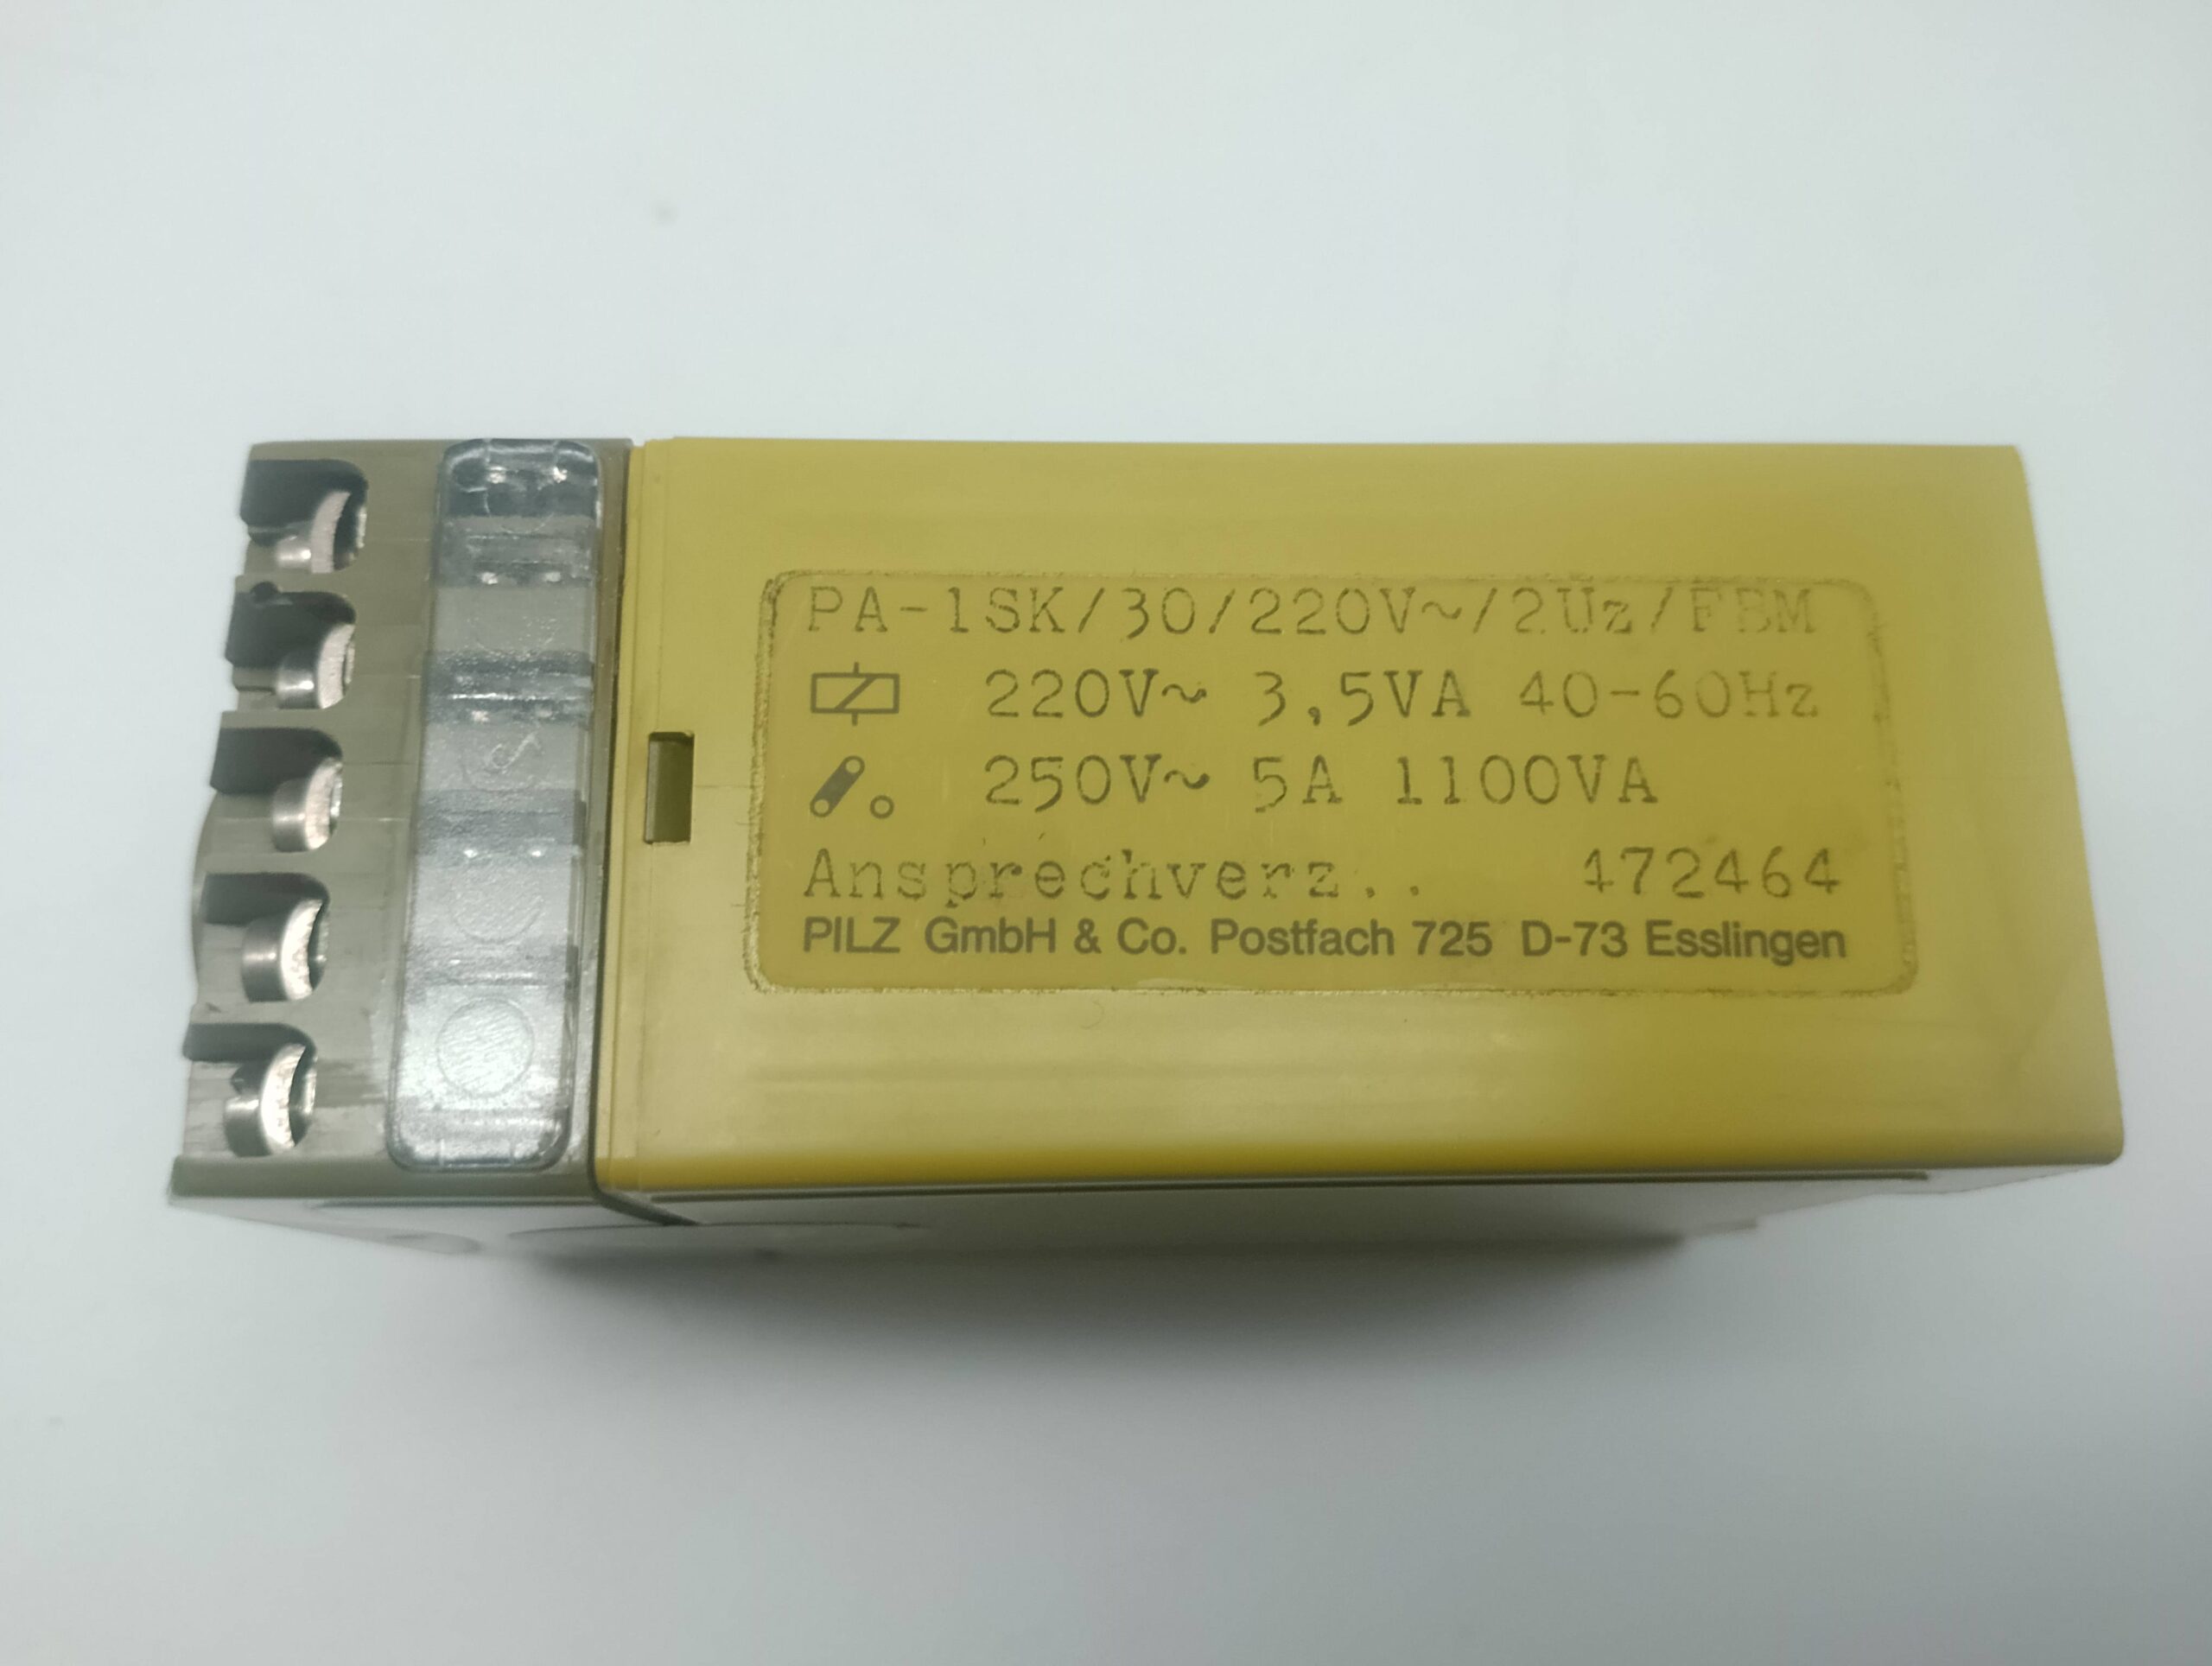 PA-1SK/30/220V~/2Uz/FBM
220V~ 3,5VA 40-60Hz
250V~ 5A 1100VA
Ansprechverz.. 472464
PILZ GmbH & Co. Postfach 725 D-73 Esslingen